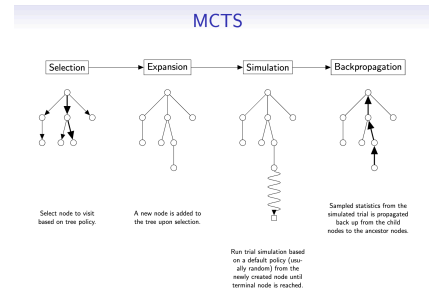 MCTS
Selection
Expansion
Simulation
Backpropagation
Select node to visit
based on tree policy.
A new node is added to
the tree upon selection.
Run trial simulation based
on a default policy (usu-
ally random) from the
newly created node until
terminal node is reached.
Sampled statistics from the
simulated trial is propagated
back up from the child
nodes to the ancestor nodes.